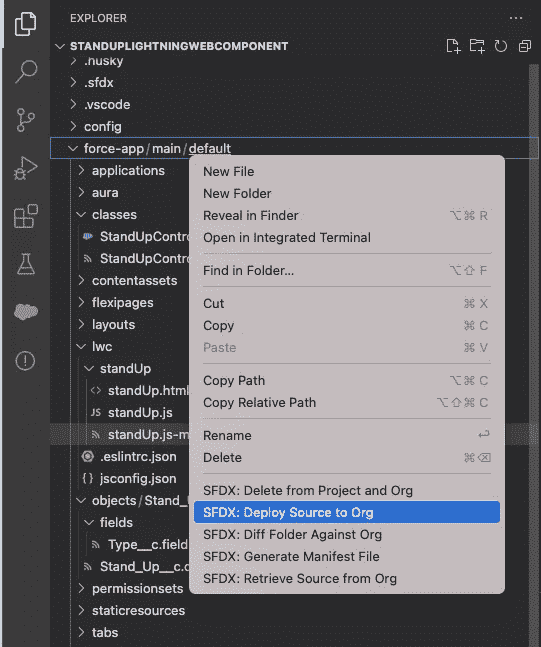 EXPLORER
STANDUPLIGHTNINGWEBCOMPONENT
.husky
.sfdx
.vscode
config
force-app/main/default
applications
aura
classes
StandUpContr
StandUpContr
contentassets
flexipages
layouts
lwc
standUp
standUp.html
standUp.js
standUp.js-m
.eslintrc.json
jsconfig.json
objects/Stand_
fields
Type__c.field
Stand_Up__c.o
permissionsets
staticresources
tabs
New File
New Folder
Reveal in Finder ⌥⌘ R
Open in Integrated Terminal
Find in Folder... ⌥⇧ F
Cut ⌘ X
Copy ⌘ C
Paste ⌘ V
Copy Path ⌥⌘ C
Copy Relative Path ⌥⇧⌘ C
Rename ↩
Delete ⌘⌫
SFDX: Delete from Project and Org
SFDX: Deploy Source to Org
SFDX: Diff Folder Against Org
SFDX: Generate Manifest File
SFDX: Retrieve Source from Org